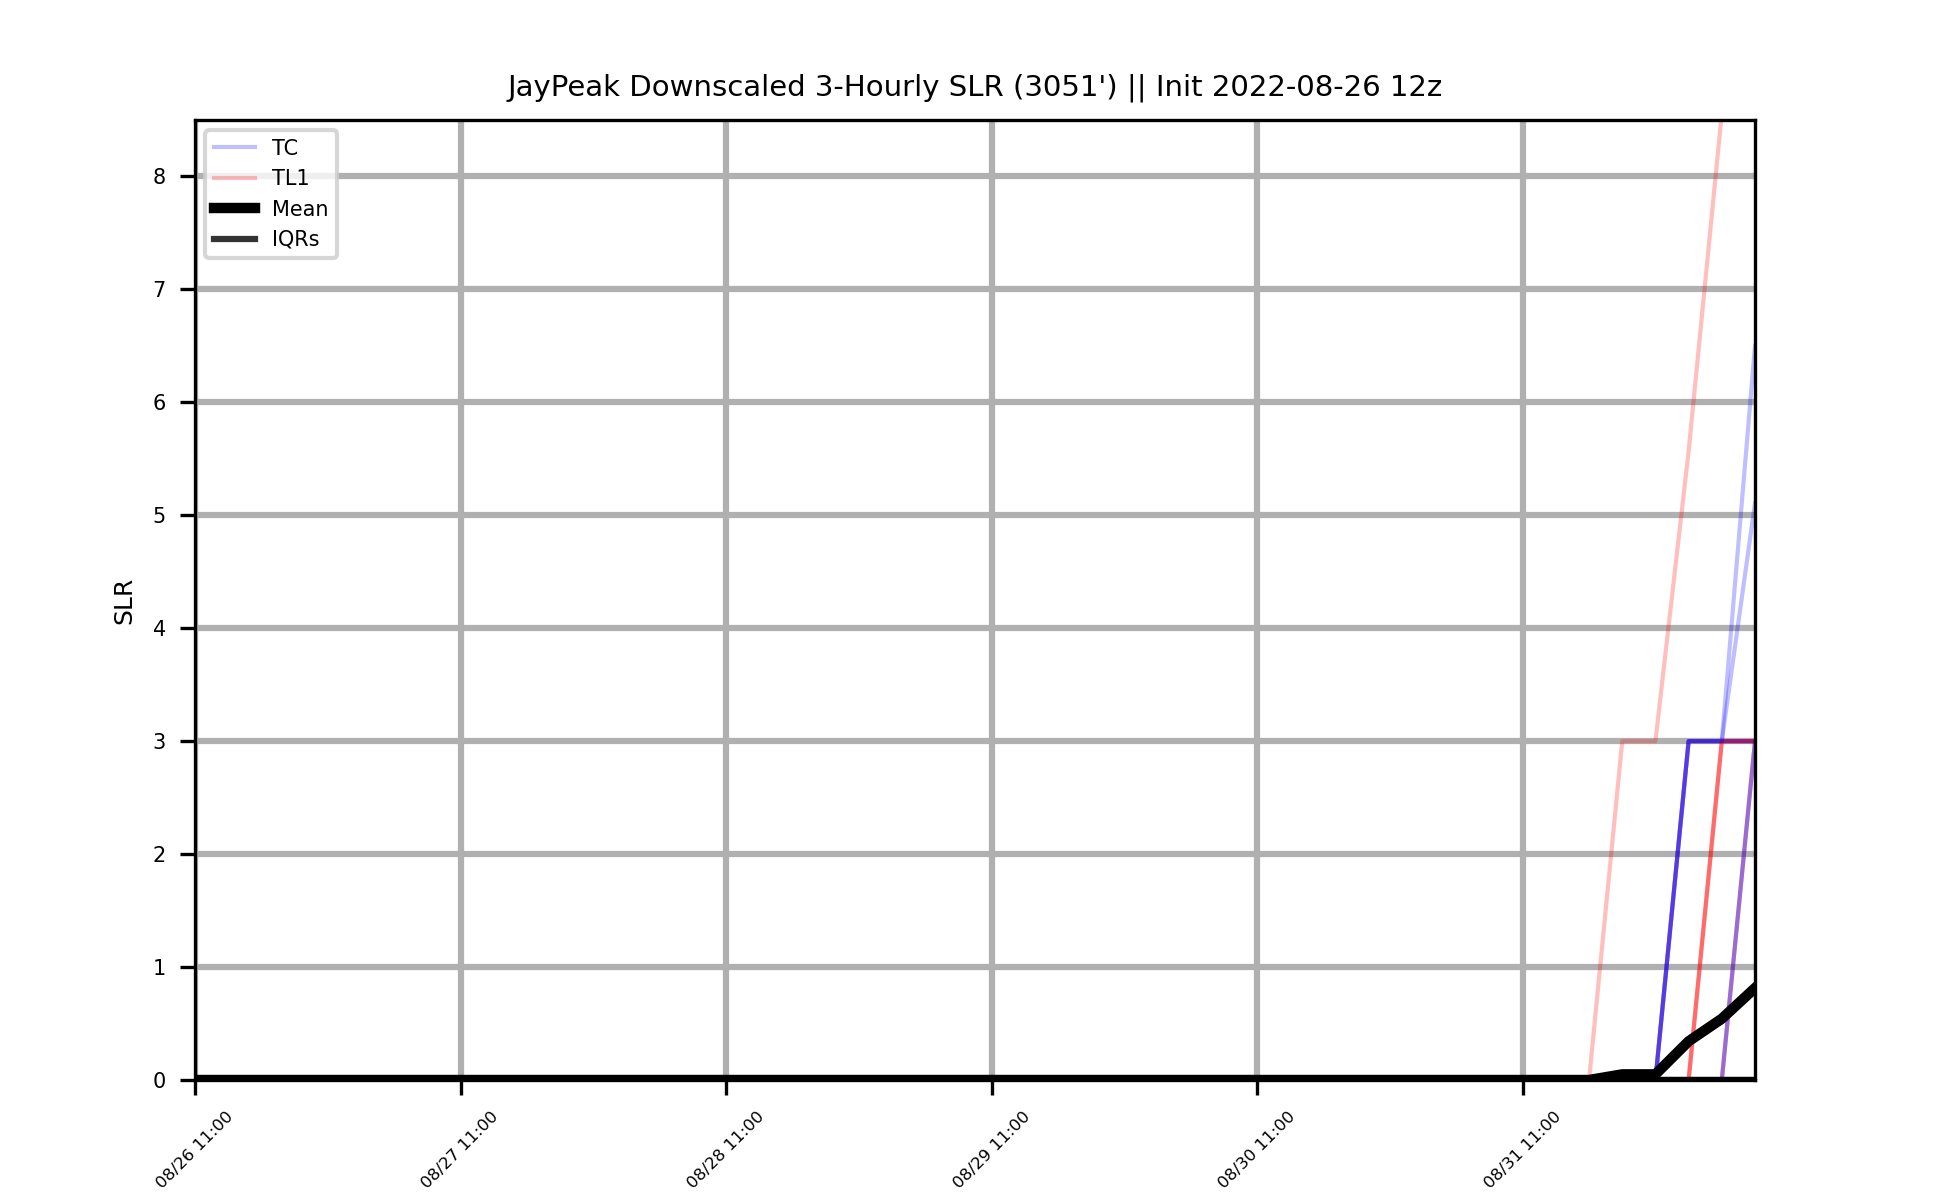 JayPeak Downscaled 3-Hourly SLR (3051') || Init 2022-08-26 12z
TC
TL1
Mean
IQRs
SLR
8
7
6
5
4
3
2
1
0
08/26 11:00
08/27 11:00
08/28 11:00
08/29 11:00
08/30 11:00
08/31 11:00